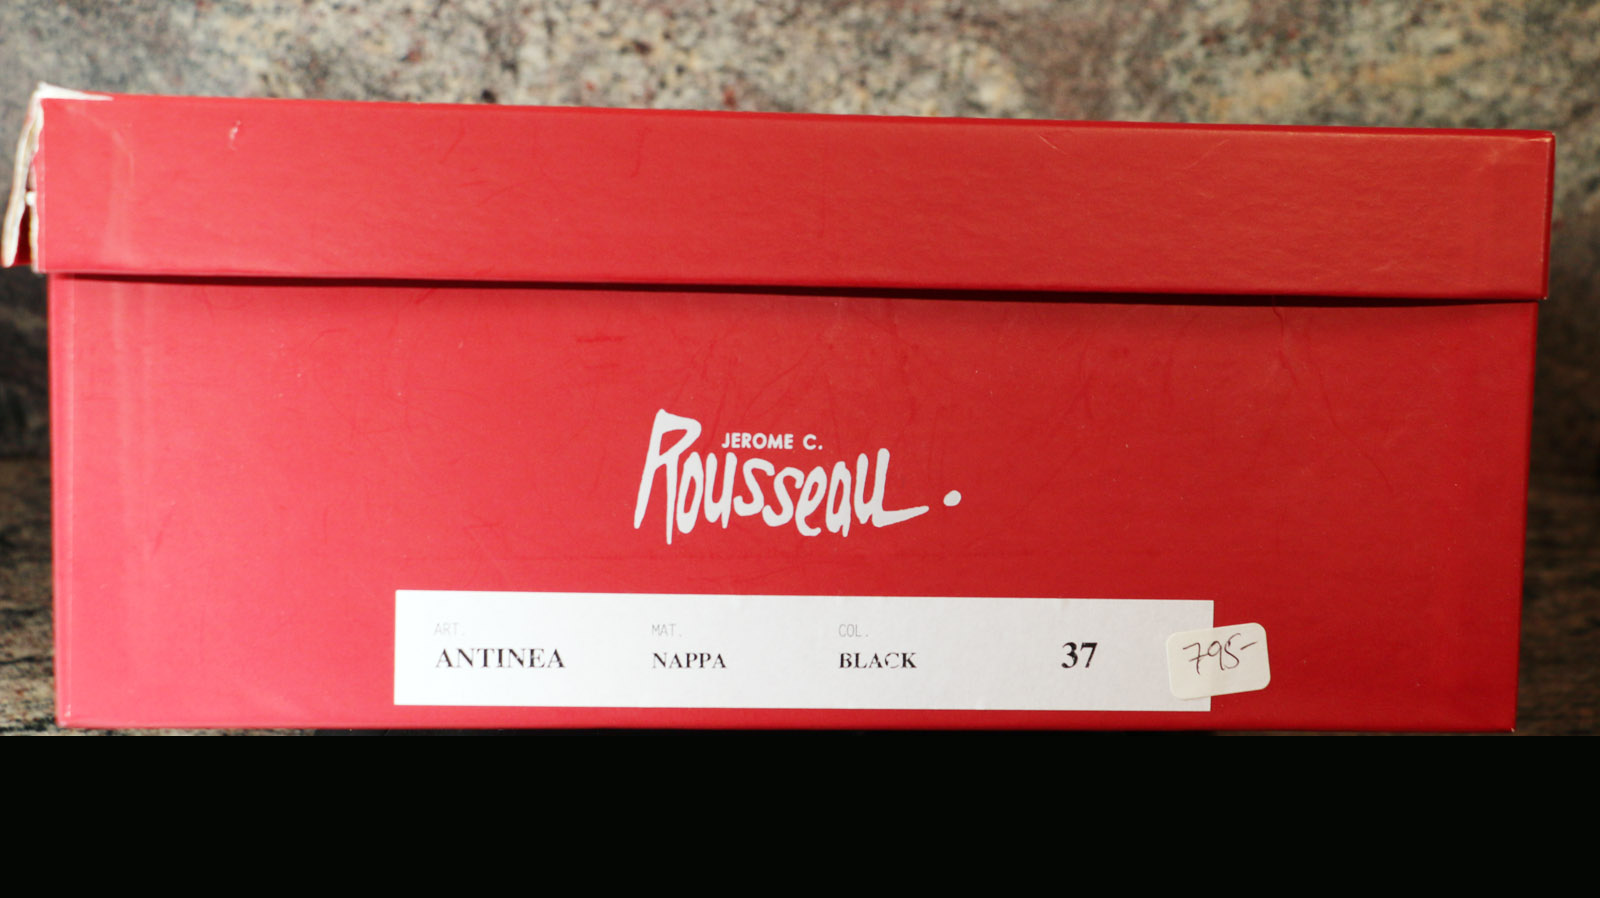 JEROME C.
Rousseau.
ART. MAT. COL.
ANTINEA NAPPA BLACK 37
795-